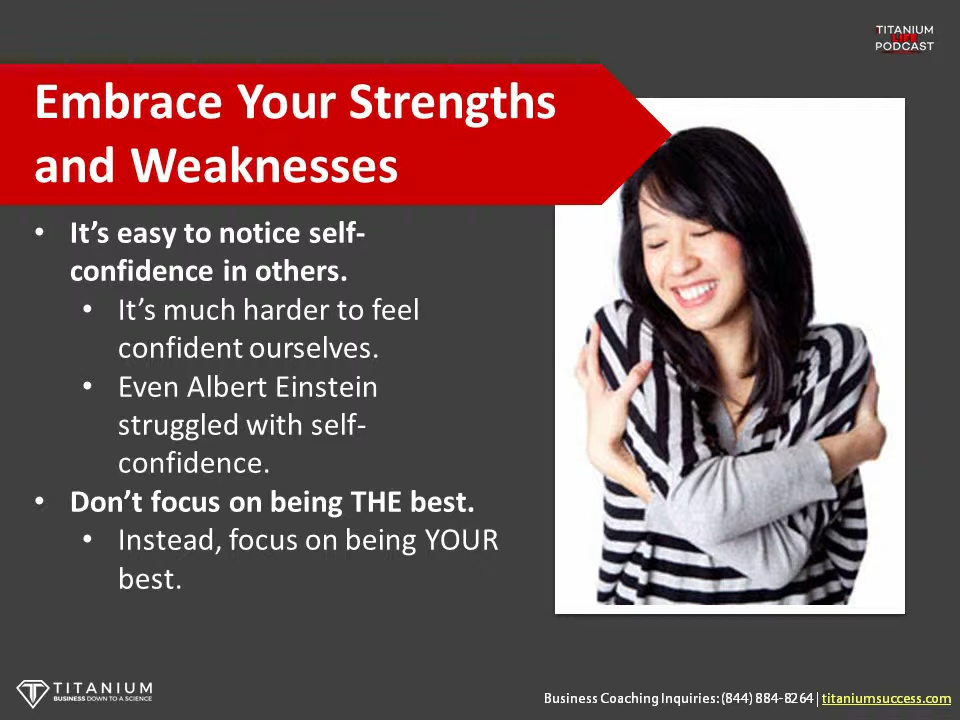 TITANIUM
LIFE
PODCAST
Embrace Your Strengths
and Weaknesses
• It’s easy to notice self-
confidence in others.
• It’s much harder to feel
confident ourselves.
• Even Albert Einstein
struggled with self-
confidence.
• Don’t focus on being THE best.
• Instead, focus on being YOUR
best.
TITANIUM
BUSINESS DOWN TO A SCIENCE
Business Coaching Inquiries: (844) 884-8264 | titaniumsuccess.com